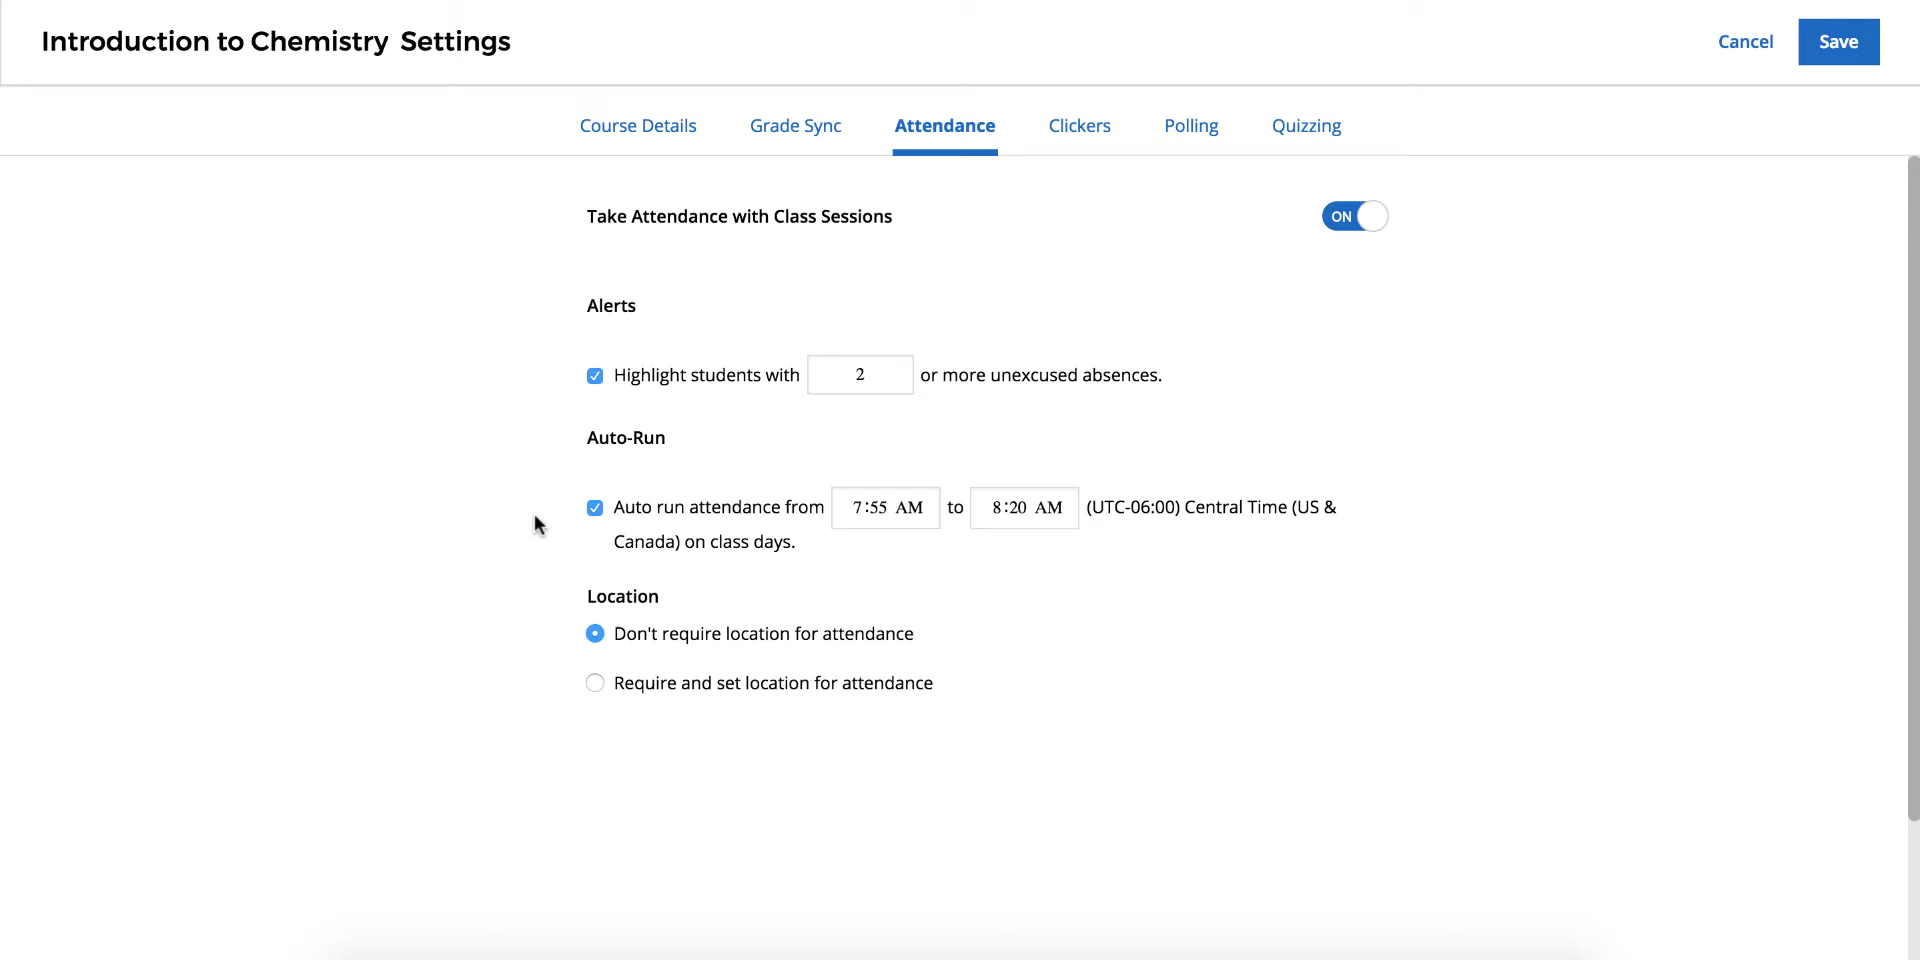 Introduction to Chemistry Settings
Cancel
Save
Course Details
Grade Sync
Attendance
Clickers
Polling
Quizzing
Take Attendance with Class Sessions
ON
Alerts
Highlight students with 2 or more unexcused absences.
Auto-Run
Auto run attendance from 7:55 AM to 8:20 AM (UTC-06:00) Central Time (US &
Canada) on class days.
Location
Don't require location for attendance
Require and set location for attendance